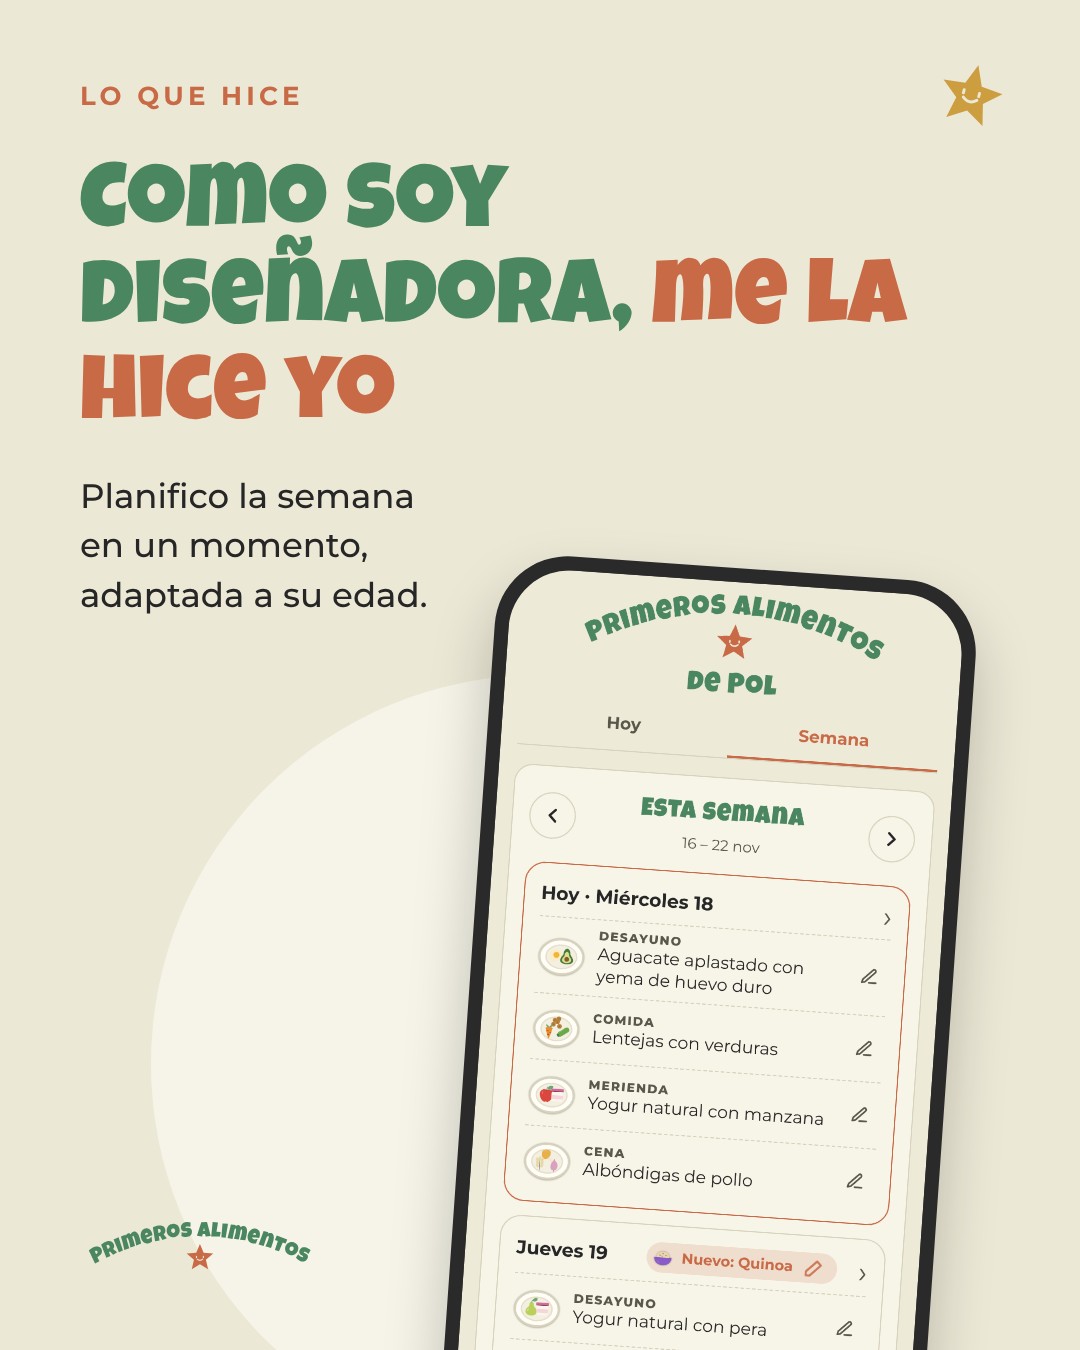 LO QUE HICE
COMO SOY
DISEÑADORA, ME LA
HICE YO
Planifico la semana
en un momento,
adaptada a su edad.
PRIMEROS ALIMENTOS
DE POL
Hoy
Semana
ESTA SEMANA
16 – 22 nov
Hoy · Miércoles 18
DESAYUNO
Aguacate aplastado con
yema de huevo duro
COMIDA
Lentejas con verduras
MERIENDA
Yogur natural con manzana
CENA
Albóndigas de pollo
Jueves 19
Nuevo: Quinoa
DESAYUNO
Yogur natural con pera
PRIMEROS ALIMENTOS